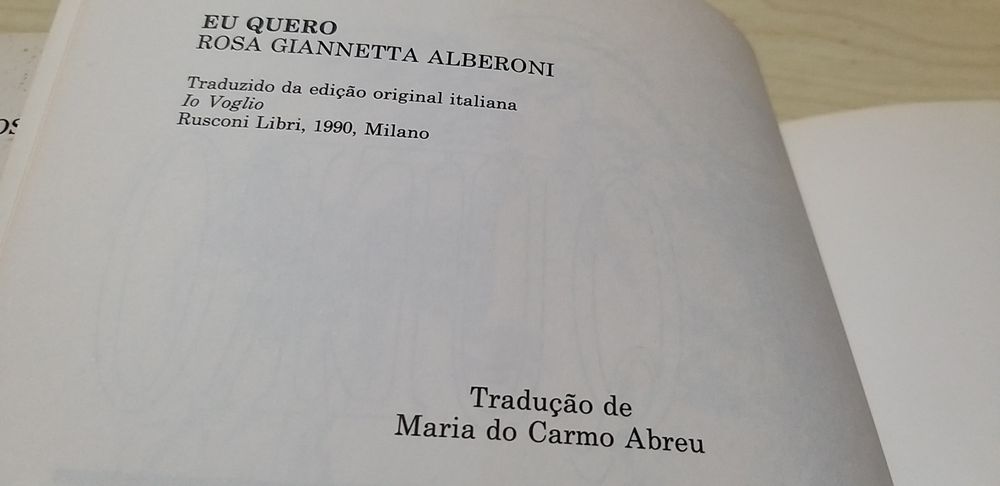 EU QUERO
ROSA GIANNETTA ALBERONI
Traduzido da edição original italiana
Io Voglio
Rusconi Libri, 1990, Milano
Tradução de
Maria do Carmo Abreu